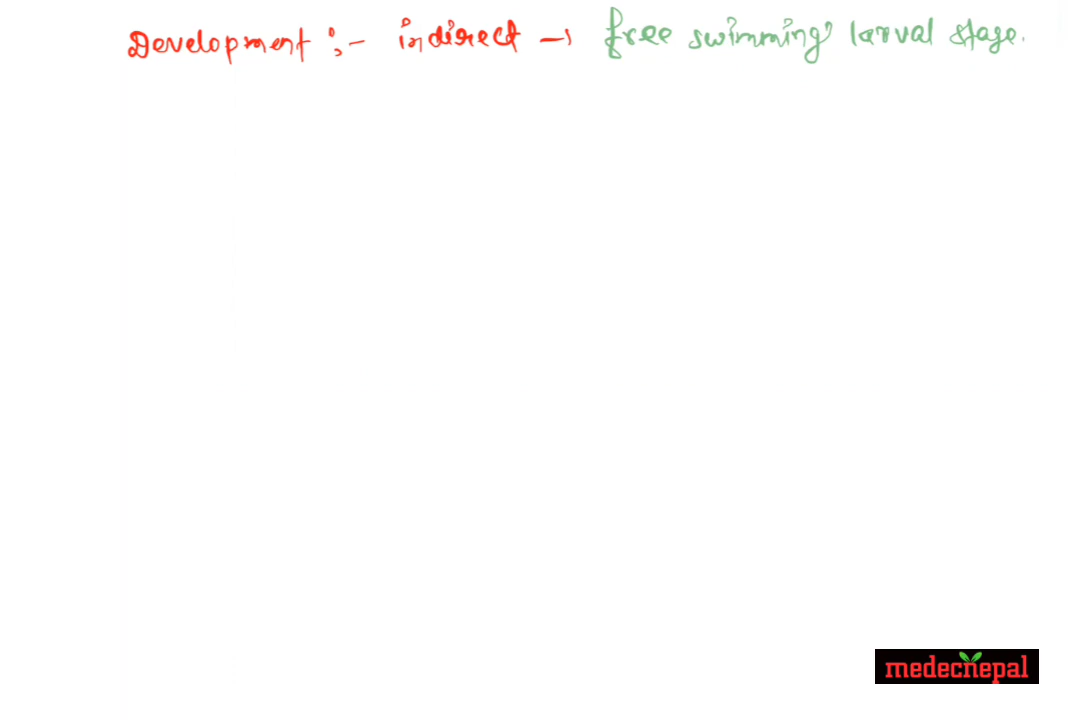 Development :- indirect → free swimming larval stage.
medecnepal